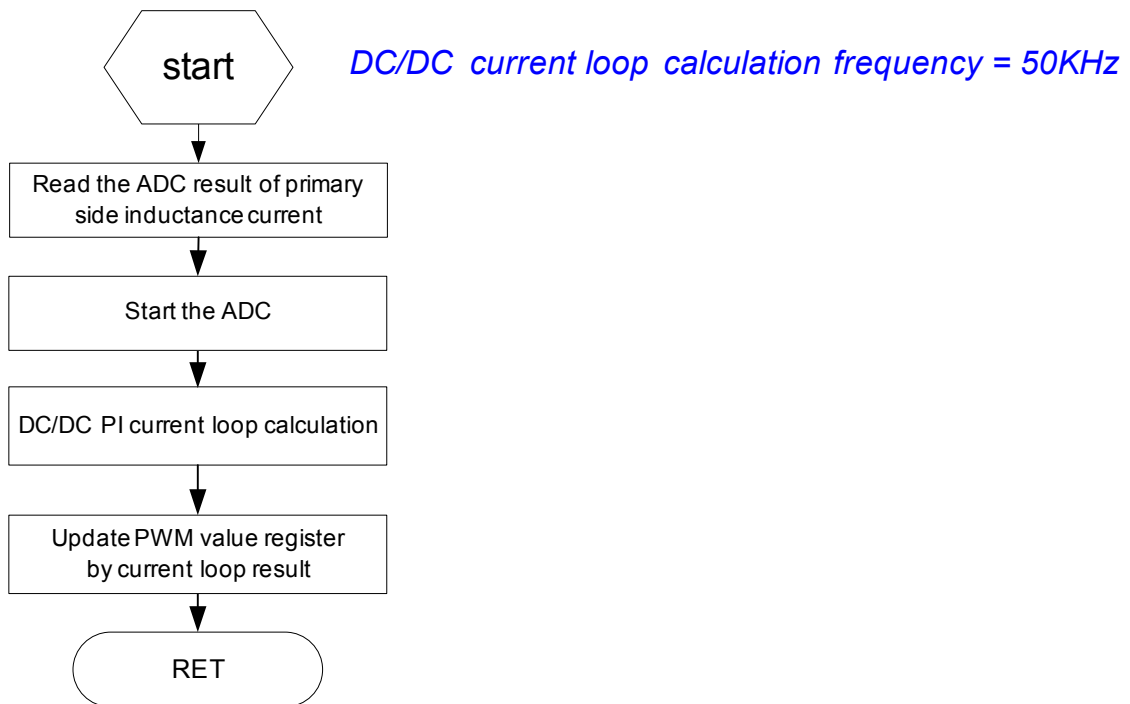 start
DC/DC current loop calculation frequency = 50KHz
Read the ADC result of primary
side inductance current
Start the ADC
DC/DC PI current loop calculation
Update PWM value register
by current loop result
RET